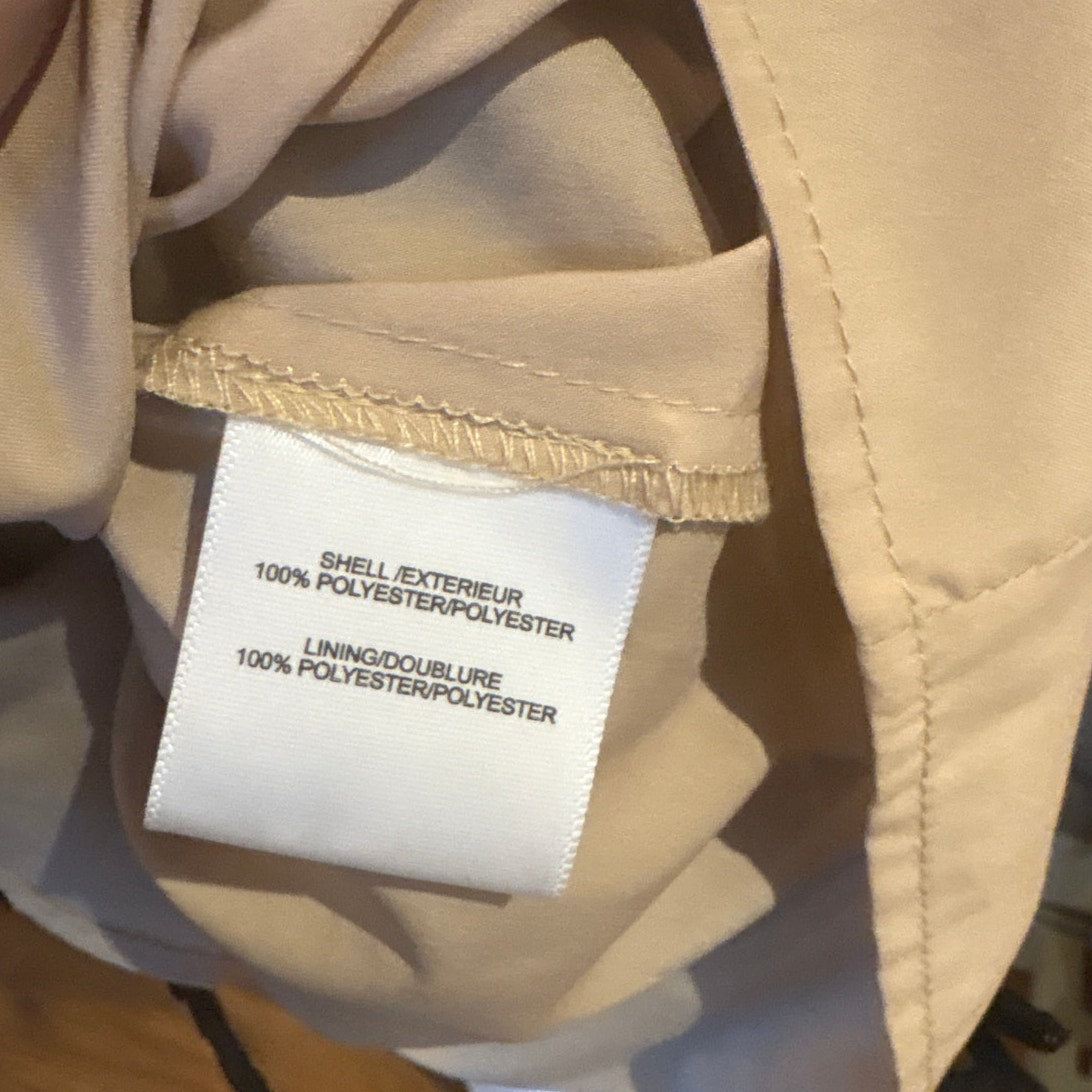 SHELL /EXTERIEUR
100% POLYESTER/POLYESTER
LINING/DOUBLURE
100% POLYESTER/POLYESTER